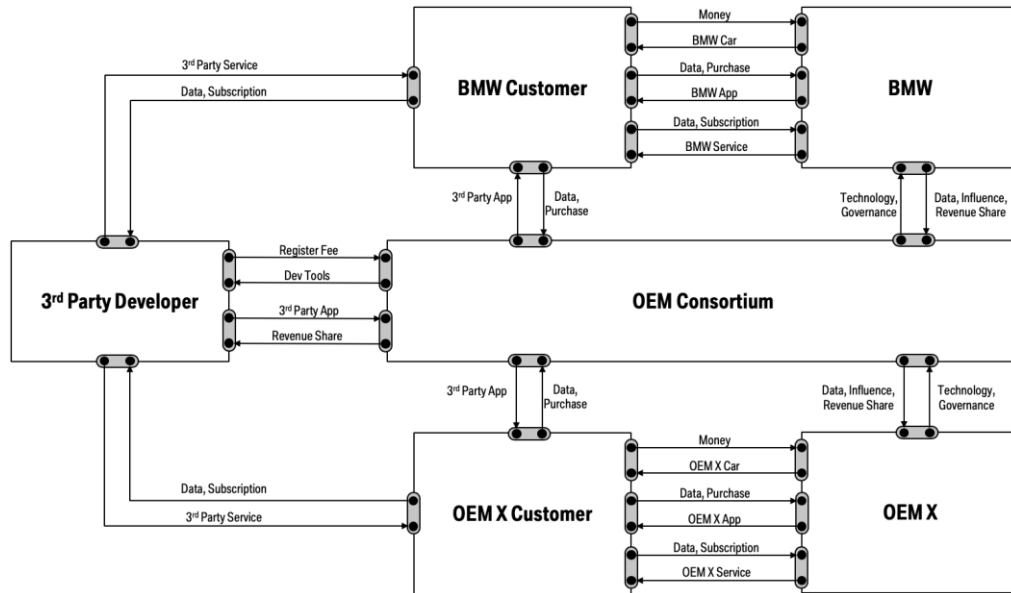 Money
BMW Car
3rd Party Service
Data, Purchase
BMW Customer
BMW
Data, Subscription
BMW App
Data, Subscription
BMW Service
3rd Party App
Data,
Purchase
Technology,
Governance
Data, Influence,
Revenue Share
Register Fee
Dev Tools
3rd Party Developer
OEM Consortium
3rd Party App
Revenue Share
3rd Party App
Data,
Purchase
Data, Influence,
Revenue Share
Technology,
Governance
Money
OEM X Car
Data, Subscription
Data, Purchase
3rd Party Service
OEM X Customer
OEM X
OEM X App
Data, Subscription
OEM X Service